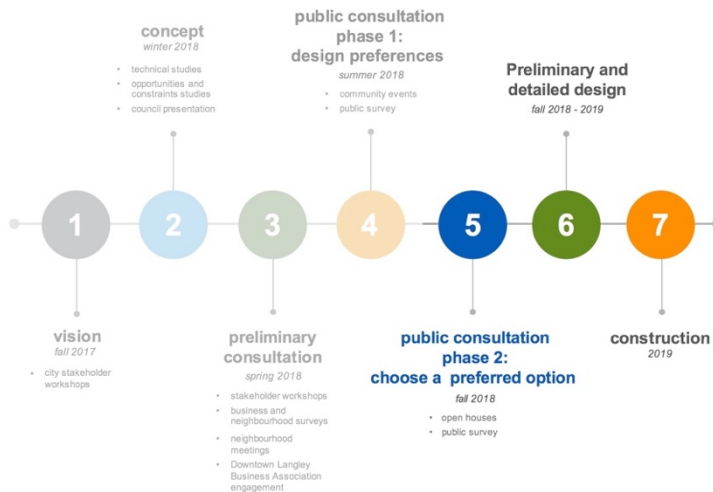 concept
winter 2018
• technical studies
• opportunities and
constraints studies
• council presentation
public consultation
phase 1:
design preferences
summer 2018
• community events
• public survey
Preliminary and
detailed design
fall 2018 - 2019
1
2
3
4
5
6
7
vision
fall 2017
• city stakeholder
workshops
preliminary
consultation
spring 2018
• stakeholder workshops
• business and
neighbourhood surveys
• neighbourhood
meetings
• Downtown Langley
Business Association
engagement
public consultation
phase 2:
choose a preferred option
fall 2018
• open houses
• public survey
construction
2019